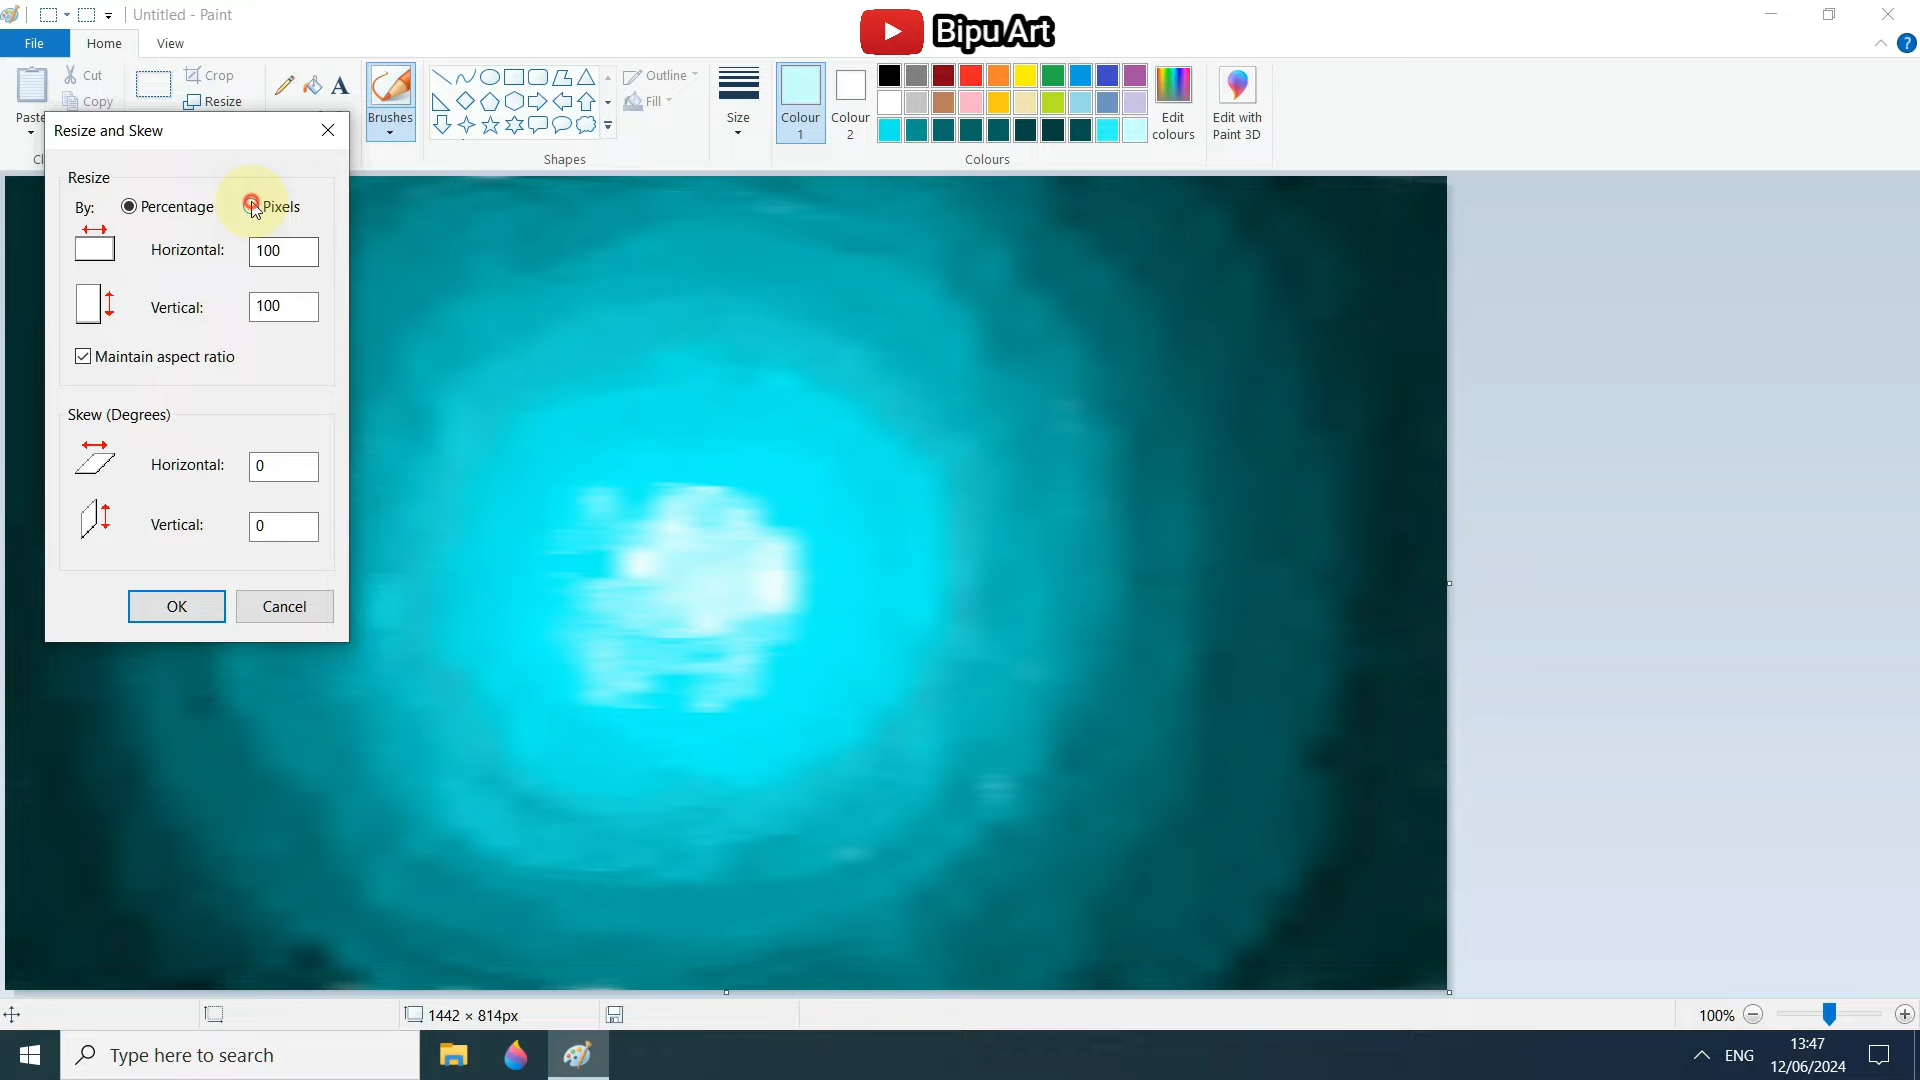 Untitled - Paint
Bipu Art
File
Home
View
Paste
Cut
Copy
Crop
Resize
A
Brushes
Outline
Fill
Shapes
Size
Colour
1
Colour
2
Edit
colours
Edit with
Paint 3D
Colours
Cl
?
Resize and Skew
Resize
By:
Percentage
Pixels
Horizontal:
100
Vertical:
100
Maintain aspect ratio
Skew (Degrees)
Horizontal:
0
Vertical:
0
OK
Cancel
1442 × 814px
100%
Type here to search
ENG
13:47
12/06/2024